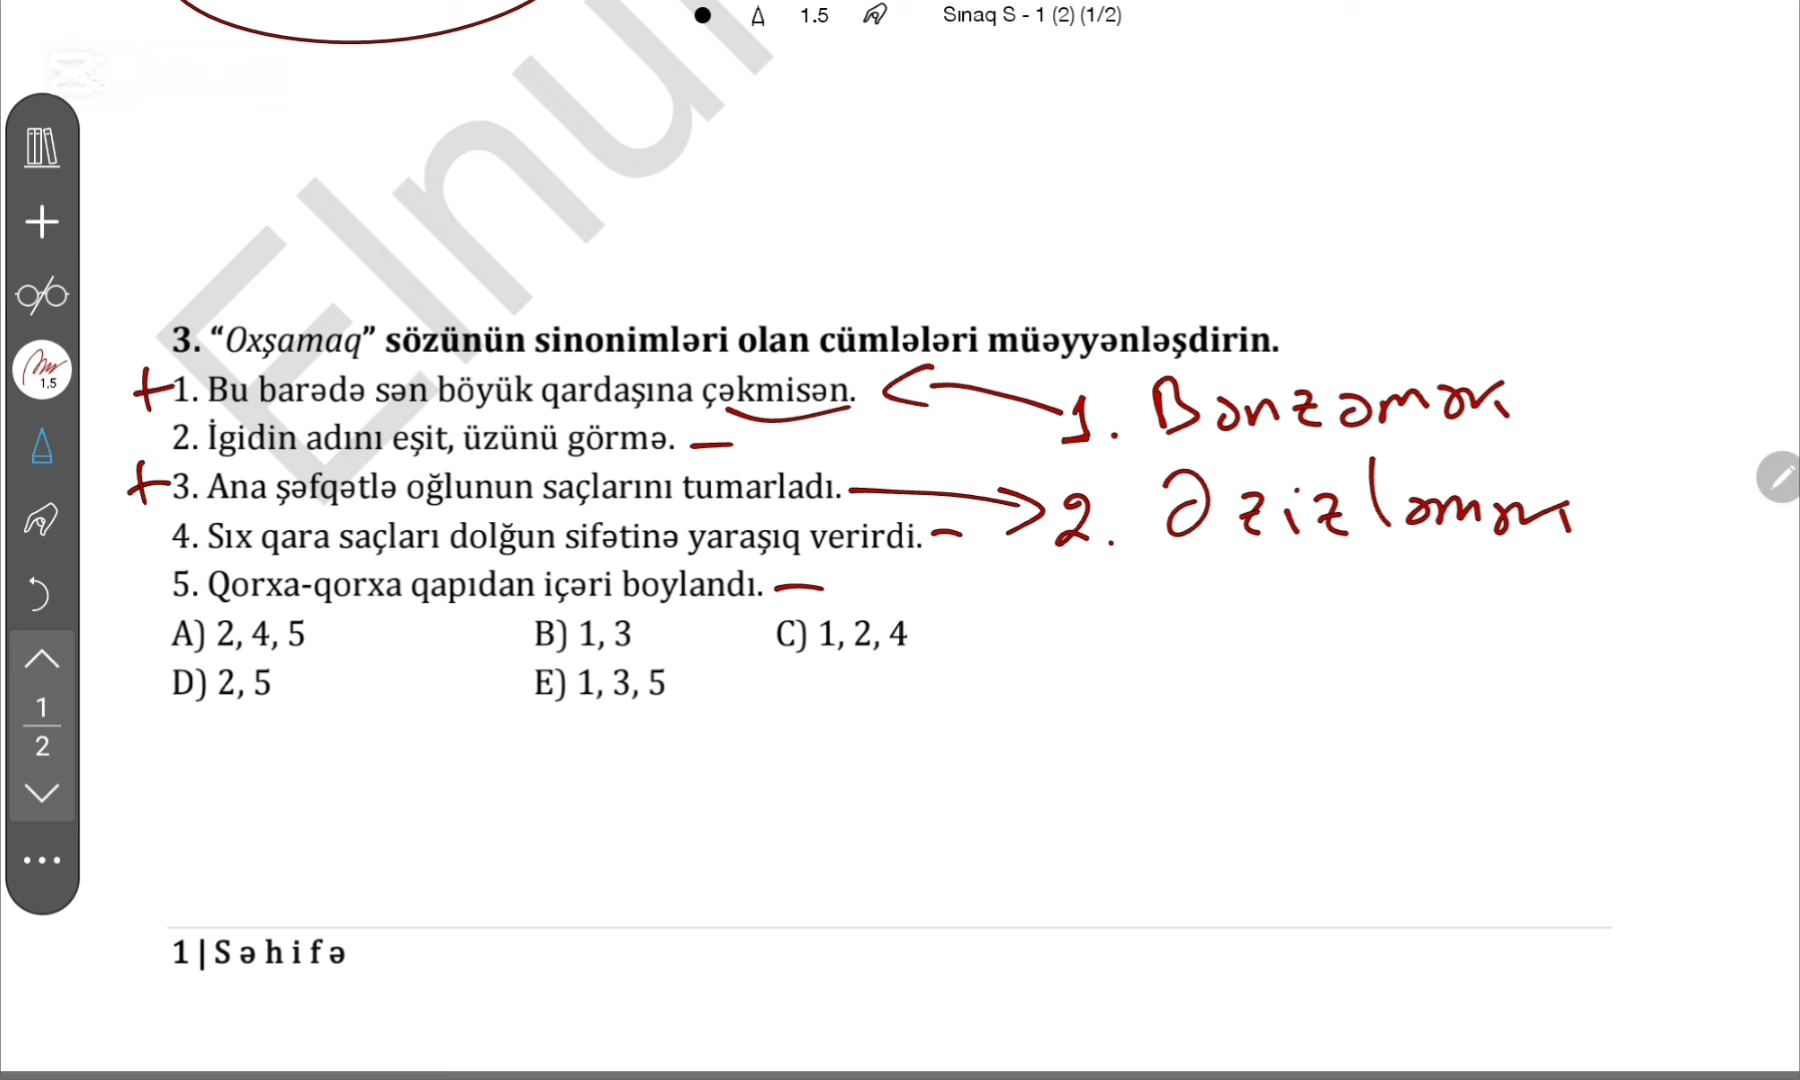 1.5 Sınaq S - 1 (2) (1/2)
Elnur
3. “Oxşamaq” sözünün sinonimləri olan cümlələri müəyyənləşdirin.
+1. Bu barədə sən böyük qardaşına çəkmisən.
1. Bənzəmək
2. İgidin adını eşit, üzünü görmə. —
+3. Ana şəfqətlə oğlunun saçlarını tumarladı.
2. Əzizləmək
4. Sıx qara saçları dolğun sifətinə yaraşıq verirdi. —
5. Qorxa-qorxa qapıdan içəri boylandı. —
A) 2, 4, 5 B) 1, 3 C) 1, 2, 4
D) 2, 5 E) 1, 3, 5
1,5
1
2
1|Səhifə